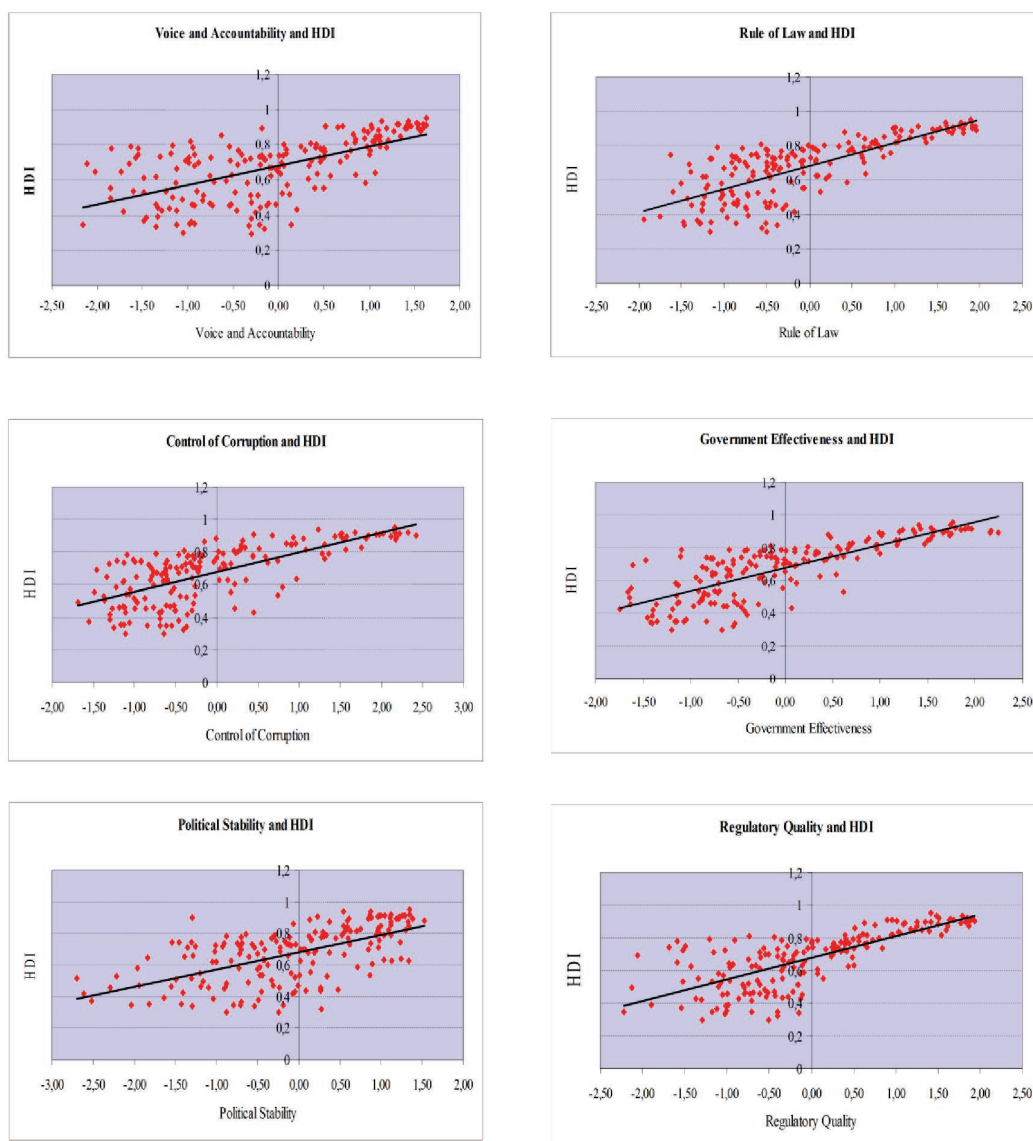 Voice and Accountability and HDI
HDI
1,2
1
0,8
0,6
0,4
0,2
0
-2,50 -2,00 -1,50 -1,00 -0,50 0,00 0,50 1,00 1,50 2,00
Voice and Accountability
Rule of Law and HDI
HDI
1,2
1
0,8
0,6
0,4
0,2
0
-2,50 -2,00 -1,50 -1,00 -0,50 0,00 0,50 1,00 1,50 2,00 2,50
Rule of Law
Control of Corruption and HDI
HDI
1,2
1
0,8
0,6
0,4
0,2
0
-2,00 -1,50 -1,00 -0,50 0,00 0,50 1,00 1,50 2,00 2,50 3,00
Control of Corruption
Government Effectiveness and HDI
HDI
1,2
1
0,8
0,6
0,4
0,2
0
-2,00 -1,50 -1,00 -0,50 0,00 0,50 1,00 1,50 2,00 2,50
Government Effectiveness
Political Stability and HDI
HDI
1,2
1
0,8
0,6
0,4
0,2
0
-3,00 -2,50 -2,00 -1,50 -1,00 -0,50 0,00 0,50 1,00 1,50 2,00
Political Stability
Regulatory Quality and HDI
HDI
1,2
1
0,8
0,6
0,4
0,2
0
-2,50 -2,00 -1,50 -1,00 -0,50 0,00 0,50 1,00 1,50 2,00 2,50
Regulatory Quality